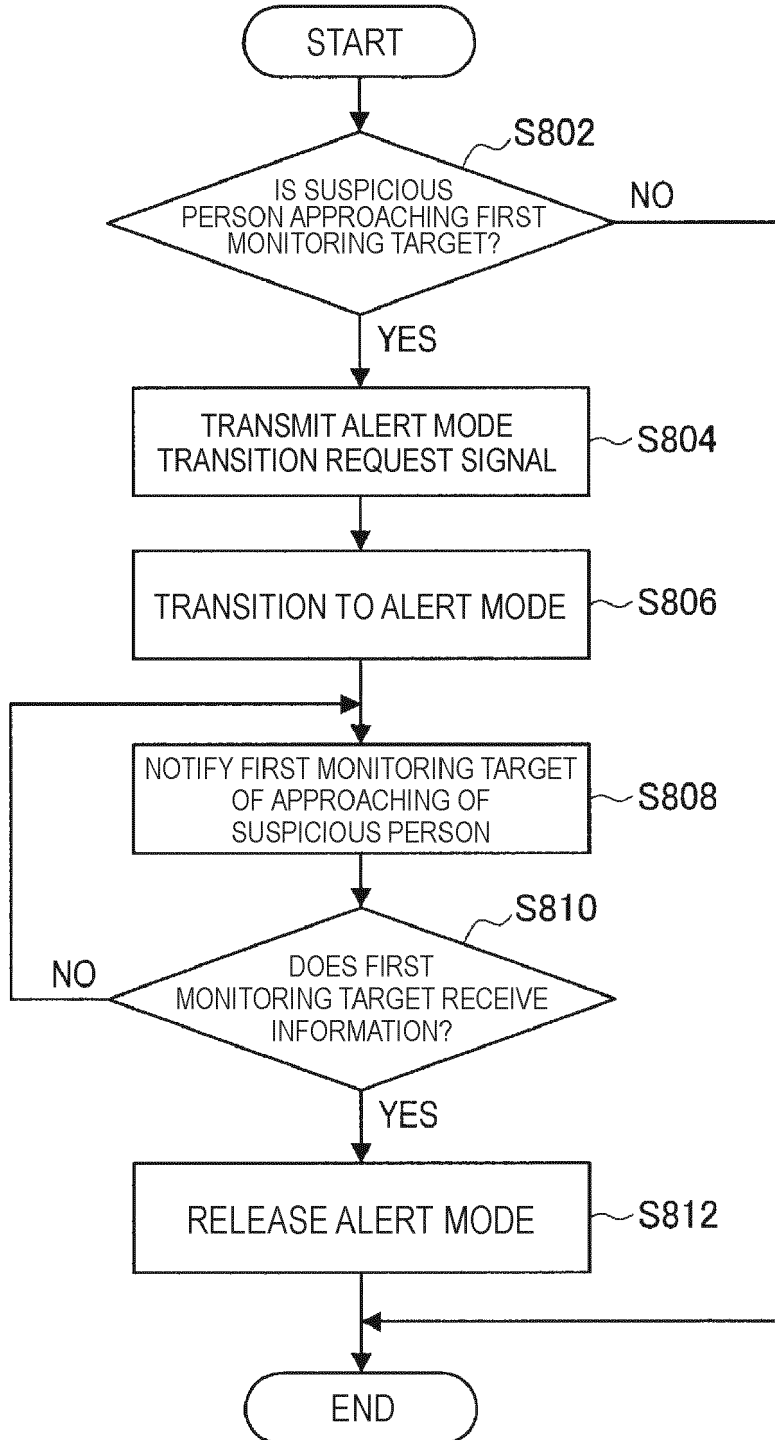 START
S802
IS SUSPICIOUS
PERSON APPROACHING FIRST
MONITORING TARGET?
NO
YES
TRANSMIT ALERT MODE
TRANSITION REQUEST SIGNAL
S804
TRANSITION TO ALERT MODE
S806
NOTIFY FIRST MONITORING TARGET
OF APPROACHING OF
SUSPICIOUS PERSON
S808
S810
DOES FIRST
MONITORING TARGET RECEIVE
INFORMATION?
NO
YES
RELEASE ALERT MODE
S812
END